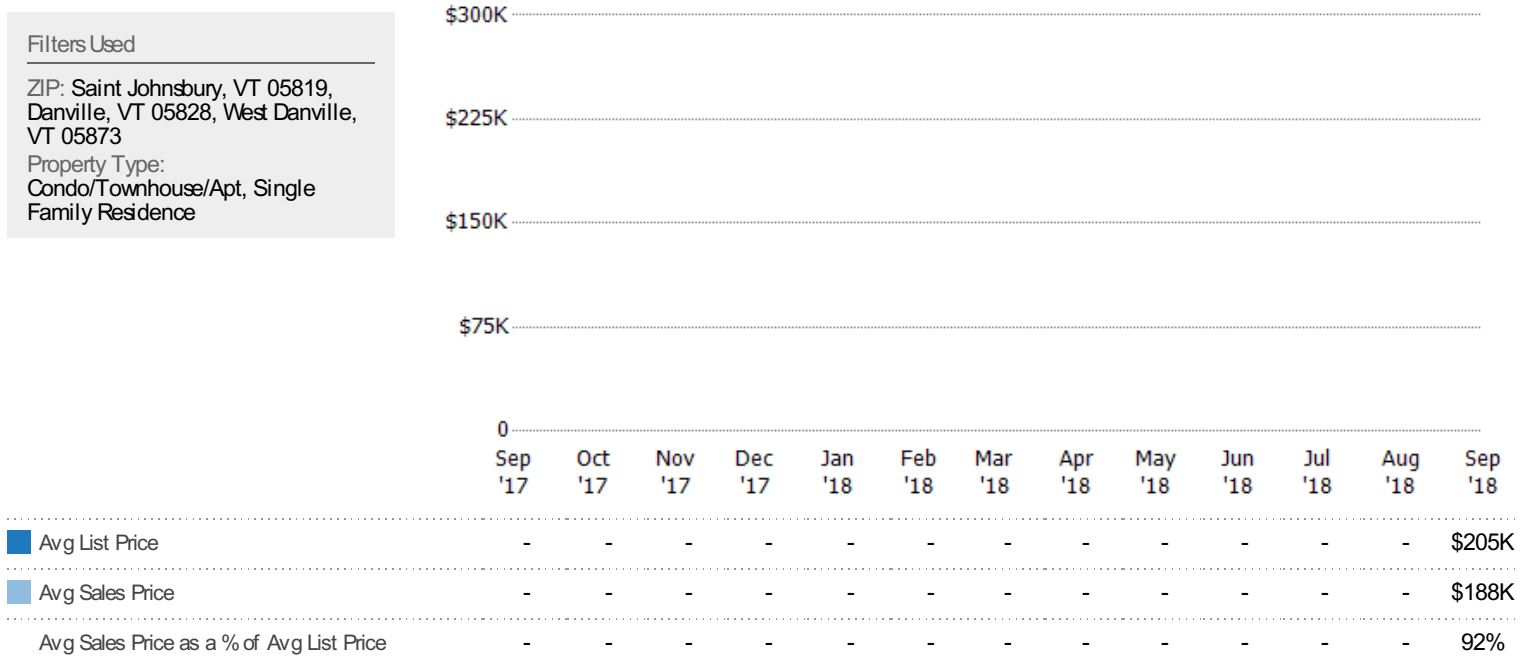 Filters Used
ZIP: Saint Johnsbury, VT 05819,
Danville, VT 05828, West Danville,
VT 05873
Property Type:
Condo/Townhouse/Apt, Single
Family Residence
$300K
$225K
$150K
$75K
0
Sep Oct Nov Dec Jan Feb Mar Apr May Jun Jul Aug Sep
'17 '17 '17 '17 '18 '18 '18 '18 '18 '18 '18 '18 '18
Avg List Price - - - - - - - - - - - - $205K
Avg Sales Price - - - - - - - - - - - - $188K
Avg Sales Price as a % of Avg List Price - - - - - - - - - - - - 92%